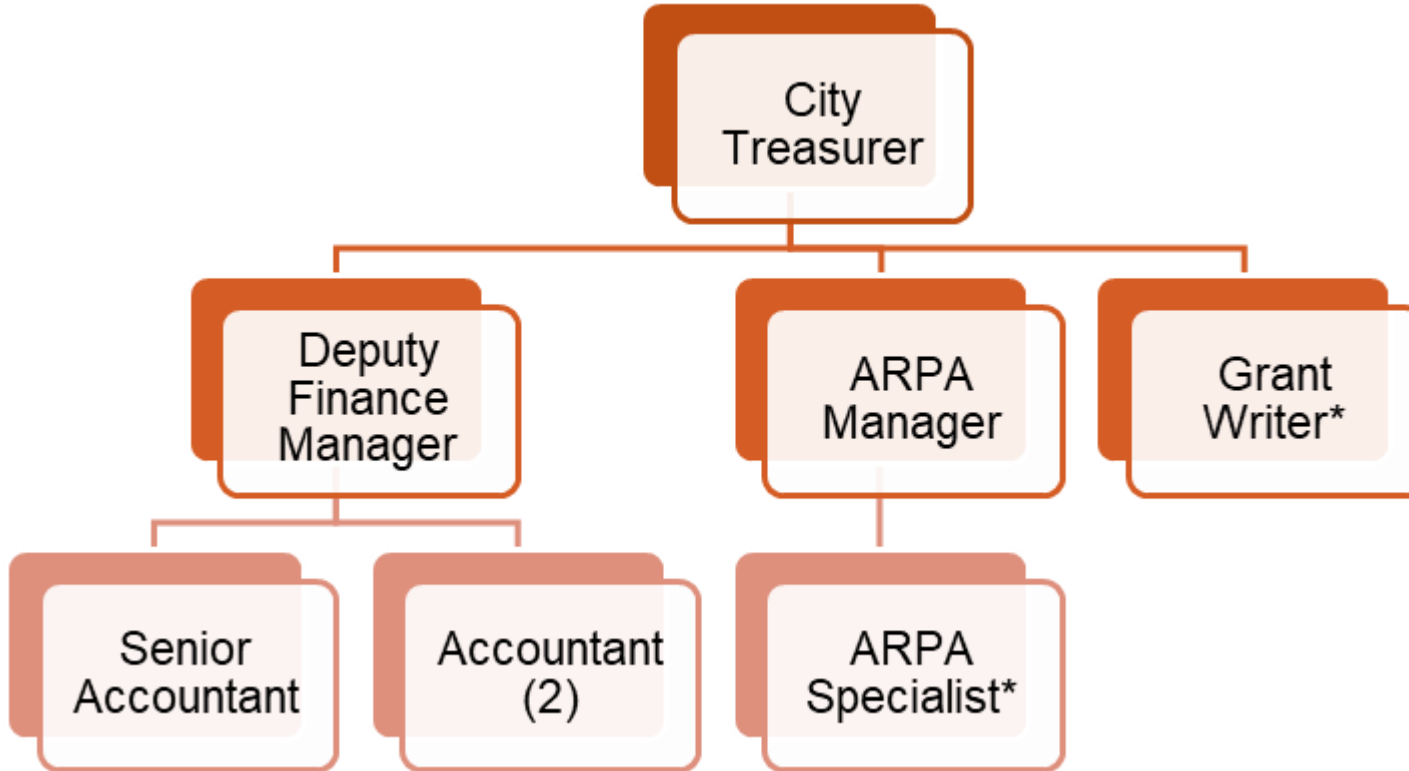 City
Treasurer
Deputy
Finance
Manager
ARPA
Manager
Grant
Writer*
Senior
Accountant
Accountant
(2)
ARPA
Specialist*